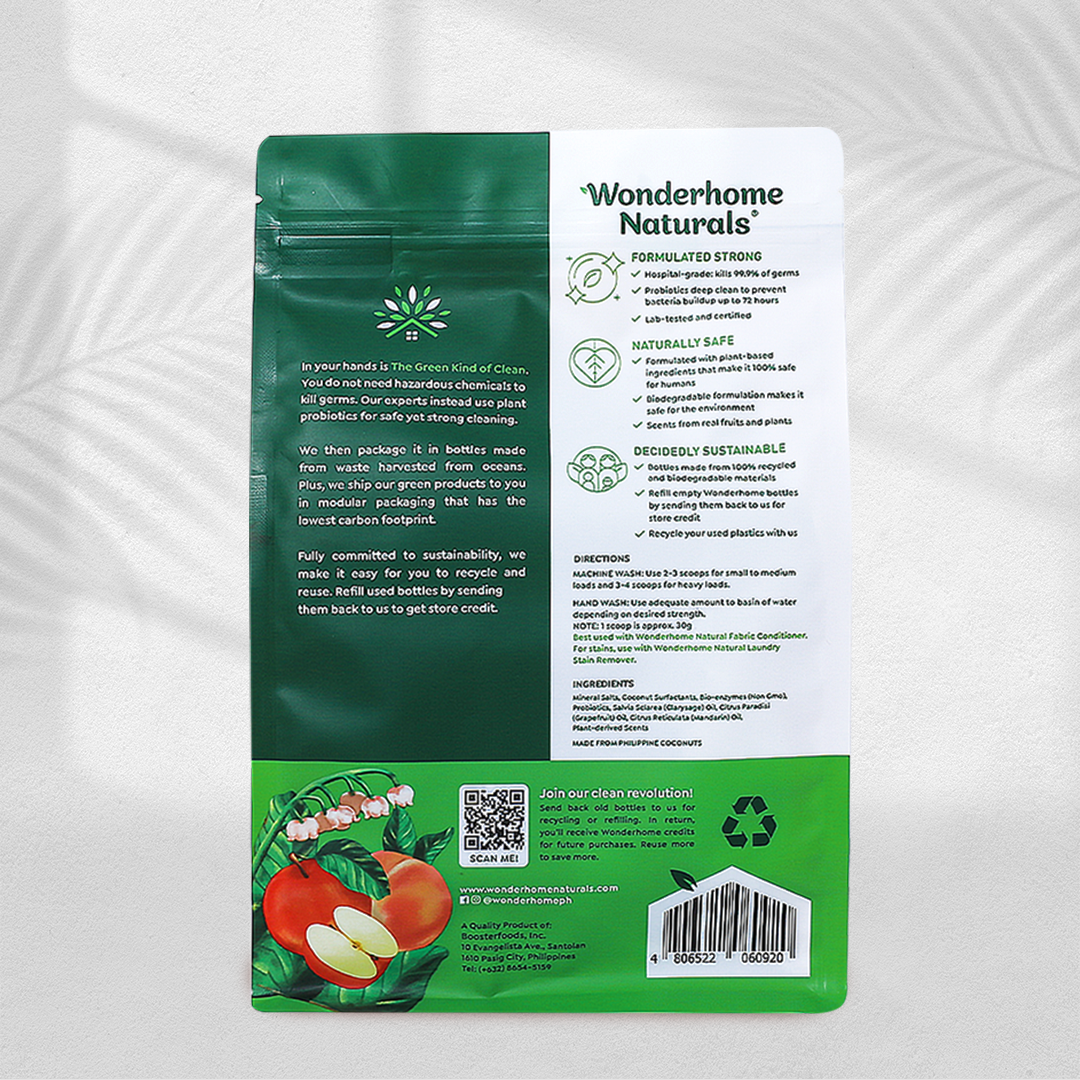 In your hands is The Green Kind of Clean.
You do not need hazardous chemicals to
kill germs. Our experts instead use plant
probiotics for safe yet strong cleaning.
We then package it in bottles made
from waste harvested from oceans.
Plus, we ship our green products to you
in modular packaging that has the
lowest carbon footprint.
Fully committed to sustainability, we
make it easy for you to recycle and
reuse. Refill used bottles by sending
them back to us to get store credit.
Wonderhome
Naturals®
FORMULATED STRONG
Hospital-grade: kills 99.9% of germs
Probiotics deep clean to prevent
bacteria buildup up to 72 hours
Lab-tested and certified
NATURALLY SAFE
Formulated with plant-based
ingredients that make it 100% safe
for humans
Biodegradable formulation makes it
safe for the environment
Scents from real fruits and plants
DECIDEDLY SUSTAINABLE
Bottles made from 100% recycled
and biodegradable materials
Refill empty Wonderhome bottles
by sending them back to us for
store credit
Recycle your used plastics with us
DIRECTIONS
MACHINE WASH: Use 2-3 scoops for small to medium
loads and 3-4 scoops for heavy loads.
HAND WASH: Use adequate amount to basin of water
depending on desired strength.
NOTE: 1 scoop is approx. 30g
Best used with Wonderhome Natural Fabric Conditioner.
For stains, use with Wonderhome Natural Laundry
Stain Remover.
INGREDIENTS
Mineral Salts, Coconut Surfactants, Bio-enzymes (Non Gmo),
Probiotics, Salvia Sclarea (Clarysage) Oil, Citrus Paradisi
(Grapefruit) Oil, Citrus Reticulata (Mandarin) Oil,
Plant-derived Scents
MADE FROM PHILIPPINE COCONUTS
SCAN ME!
Join our clean revolution!
Send back old bottles to us for
recycling or refilling. In return,
you'll receive Wonderhome credits
for future purchases. Reuse more
to save more.
www.wonderhomenaturals.com
@wonderhomeph
A Quality Product of:
Boosterfoods, Inc.
10 Evangelista Ave., Santolan
1610 Pasig City, Philippines
Tel: (+632) 8654-5159
4 806522 060920